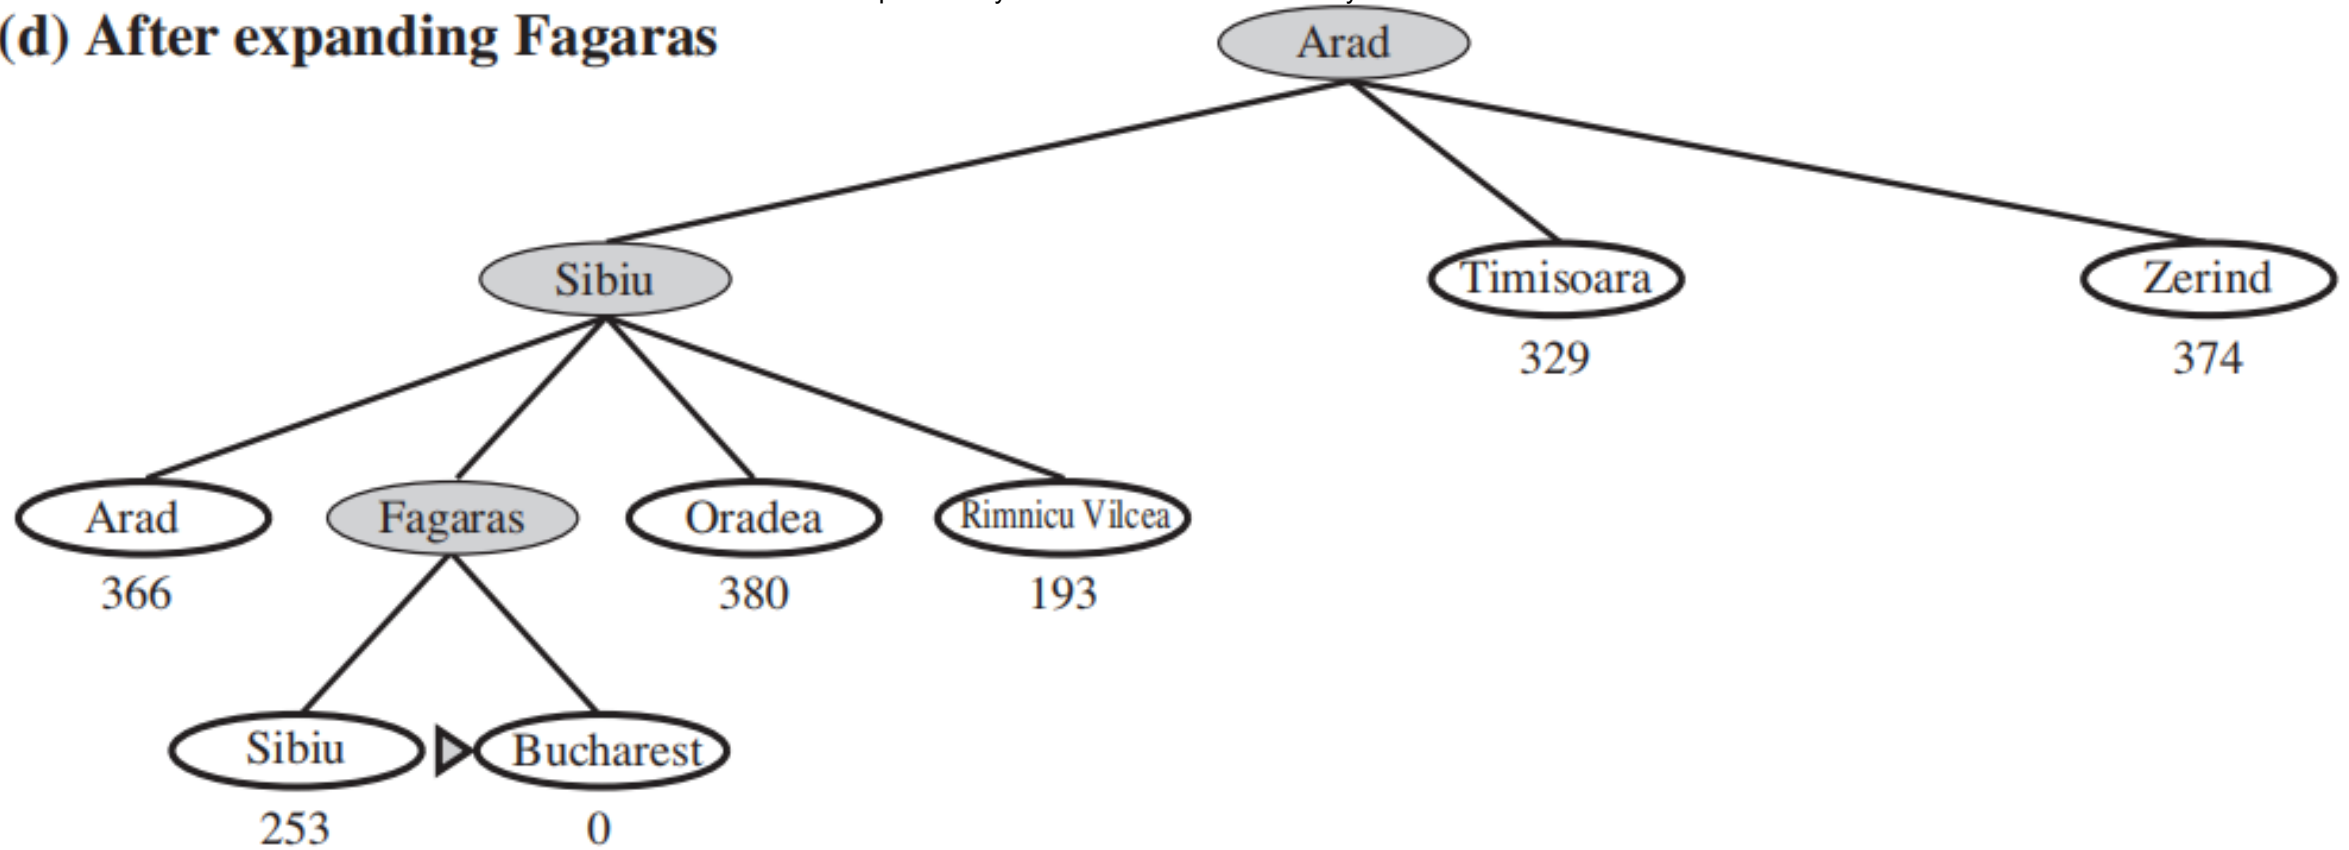 (d) After expanding Fagaras
Arad
Sibiu
Timisoara
Zerind
329
374
Arad
Fagaras
Oradea
Rimnicu Vilcea
366
380
193
Sibiu
Bucharest
253
0